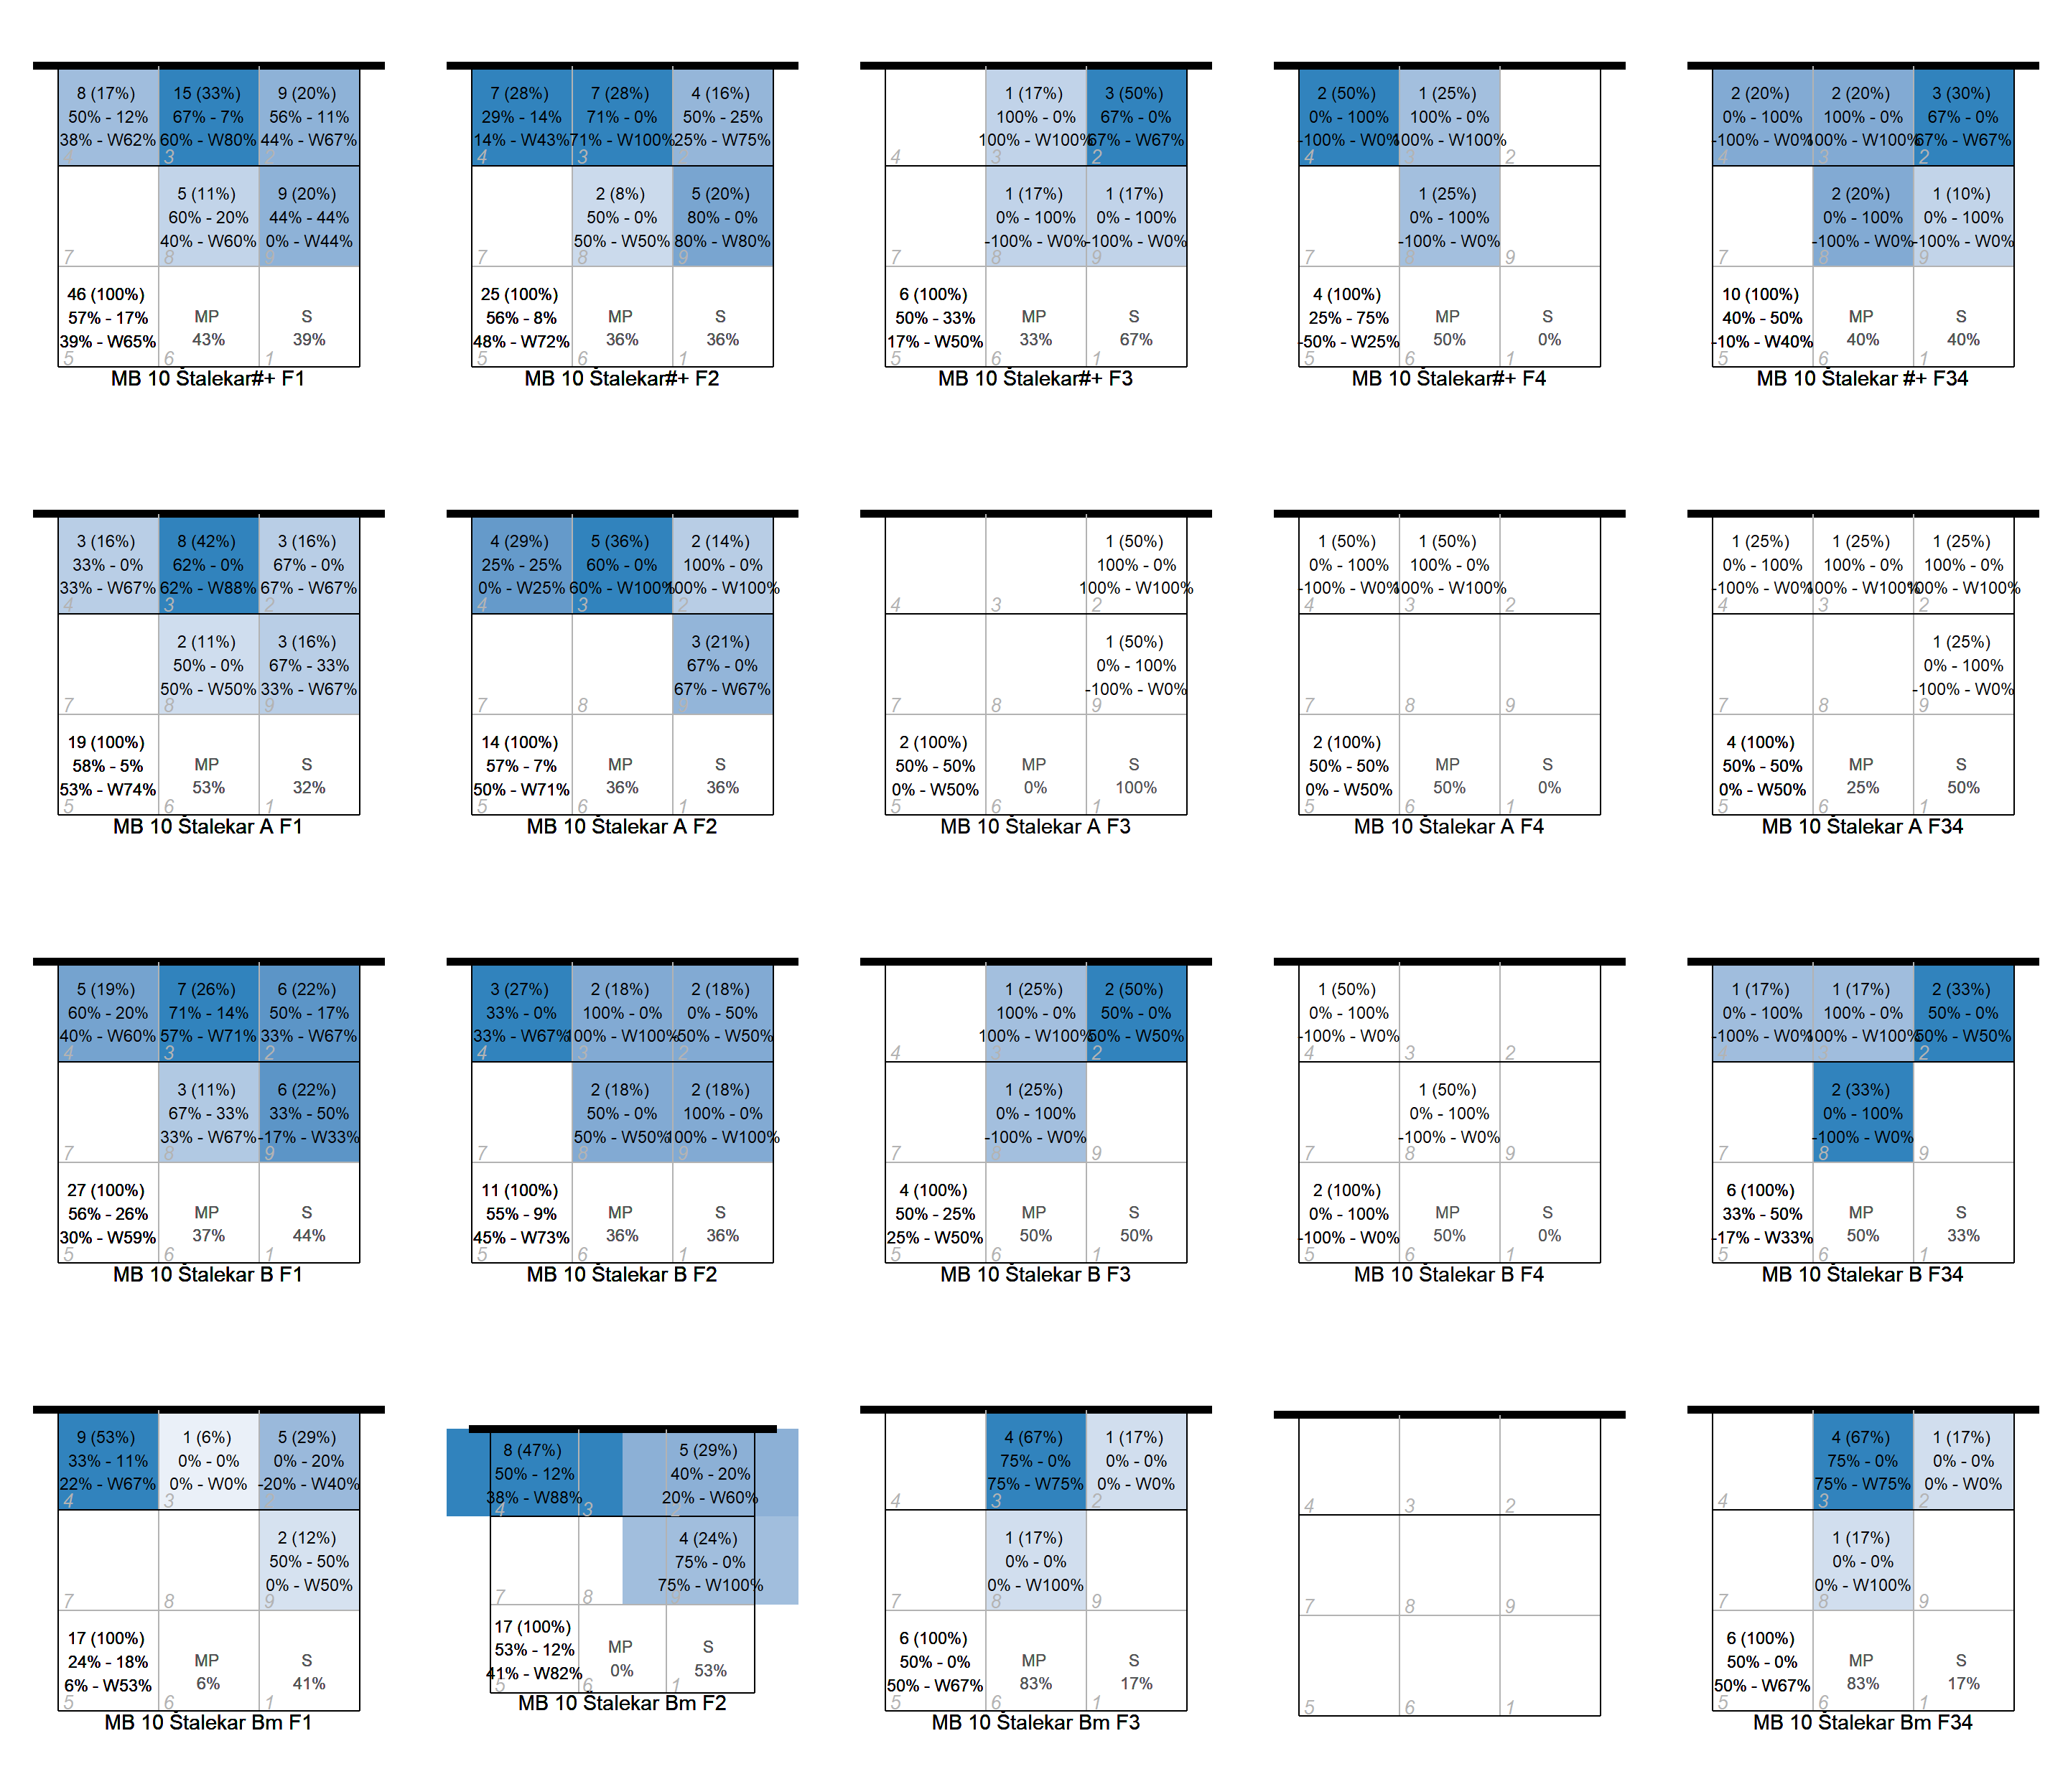 8 (17%) 15 (33%) 9 (20%)
50% - 12% 67% - 7% 56% - 11%
38% - W62% 60% - W80% 44% - W67%
4 3 2
5 (11%) 9 (20%)
60% - 20% 44% - 44%
40% - W60% 0% - W44%
7 8 9
46 (100%)
57% - 17% MP S
39% - W65% 43% 39%
5 6 1
MB 10 Štalekar#+ F1
7 (28%) 7 (28%) 4 (16%)
29% - 14% 71% - 0% 50% - 25%
14% - W43% 71% - W100% 25% - W75%
4 3 2
2 (8%) 5 (20%)
50% - 0% 80% - 0%
50% - W50% 80% - W80%
7 8 9
25 (100%)
56% - 8% MP S
48% - W72% 36% 36%
5 6 1
MB 10 Štalekar#+ F2
1 (17%) 3 (50%)
100% - 0% 67% - 0%
100% - W100% 67% - W67%
4 3 2
1 (17%) 1 (17%)
0% - 100% 0% - 100%
-100% - W0% -100% - W0%
7 8 9
6 (100%)
50% - 33% MP S
17% - W50% 33% 67%
5 6 1
MB 10 Štalekar#+ F3
2 (50%) 1 (25%)
0% - 100% 100% - 0%
-100% - W0% 100% - W100%
4 3 2
1 (25%)
0% - 100%
-100% - W0%
7 8 9
4 (100%)
25% - 75% MP S
-50% - W25% 50% 0%
5 6 1
MB 10 Štalekar#+ F4
2 (20%) 2 (20%) 3 (30%)
0% - 100% 100% - 0% 67% - 0%
-100% - W0% 100% - W100% 67% - W67%
4 3 2
2 (20%) 1 (10%)
0% - 100% 0% - 100%
-100% - W0% -100% - W0%
7 8 9
10 (100%)
40% - 50% MP S
-10% - W40% 40% 40%
5 6 1
MB 10 Štalekar #+ F34
3 (16%) 8 (42%) 3 (16%)
33% - 0% 62% - 0% 67% - 0%
33% - W67% 62% - W88% 67% - W67%
4 3 2
2 (11%) 3 (16%)
50% - 0% 67% - 33%
50% - W50% 33% - W67%
7 8 9
19 (100%)
58% - 5% MP S
53% - W74% 53% 32%
5 6 1
MB 10 Štalekar A F1
4 (29%) 5 (36%) 2 (14%)
25% - 25% 60% - 0% 100% - 0%
0% - W25% 60% - W100% 100% - W100%
4 3 2
3 (21%)
67% - 0%
67% - W67%
7 8 9
14 (100%)
57% - 7% MP S
50% - W71% 36% 36%
5 6 1
MB 10 Štalekar A F2
1 (50%)
100% - 0%
100% - W100%
4 3 2
1 (50%)
0% - 100%
-100% - W0%
7 8 9
2 (100%)
50% - 50% MP S
0% - W50% 0% 100%
5 6 1
MB 10 Štalekar A F3
1 (50%) 1 (50%)
0% - 100% 100% - 0%
-100% - W0% 100% - W100%
4 3 2
7 8 9
2 (100%)
50% - 50% MP S
0% - W50% 50% 0%
5 6 1
MB 10 Štalekar A F4
1 (25%) 1 (25%) 1 (25%)
0% - 100% 100% - 0% 100% - 0%
-100% - W0% 100% - W100% 100% - W100%
4 3 2
1 (25%)
0% - 100%
-100% - W0%
7 8 9
4 (100%)
50% - 50% MP S
0% - W50% 25% 50%
5 6 1
MB 10 Štalekar A F34
5 (19%) 7 (26%) 6 (22%)
60% - 20% 71% - 14% 50% - 17%
40% - W60% 57% - W71% 33% - W67%
4 3 2
3 (11%) 6 (22%)
67% - 33% 33% - 50%
33% - W67% -17% - W33%
7 8 9
27 (100%)
56% - 26% MP S
30% - W59% 37% 44%
5 6 1
MB 10 Štalekar B F1
3 (27%) 2 (18%) 2 (18%)
33% - 0% 100% - 0% 0% - 50%
33% - W67% 100% - W100% -50% - W50%
4 3 2
2 (18%) 2 (18%)
50% - 0% 100% - 0%
50% - W50% 100% - W100%
7 8 9
11 (100%)
55% - 9% MP S
45% - W73% 36% 36%
5 6 1
MB 10 Štalekar B F2
1 (25%) 2 (50%)
100% - 0% 50% - 0%
100% - W100% 50% - W50%
4 3 2
1 (25%)
0% - 100%
-100% - W0%
7 8 9
4 (100%)
50% - 25% MP S
25% - W50% 50% 50%
5 6 1
MB 10 Štalekar B F3
1 (50%)
0% - 100%
-100% - W0%
4 3 2
1 (50%)
0% - 100%
-100% - W0%
7 8 9
2 (100%)
0% - 100% MP S
-100% - W0% 50% 0%
5 6 1
MB 10 Štalekar B F4
1 (17%) 1 (17%) 2 (33%)
0% - 100% 100% - 0% 50% - 0%
-100% - W0% 100% - W100% 50% - W50%
4 3 2
2 (33%)
0% - 100%
-100% - W0%
7 8 9
6 (100%)
33% - 50% MP S
-17% - W33% 50% 33%
5 6 1
MB 10 Štalekar B F34
9 (53%) 1 (6%) 5 (29%)
33% - 11% 0% - 0% 0% - 20%
22% - W67% 0% - W0% -20% - W40%
4 3 2
2 (12%)
50% - 50%
0% - W50%
7 8 9
17 (100%)
24% - 18% MP S
6% - W53% 6% 41%
5 6 1
MB 10 Štalekar Bm F1
8 (47%) 5 (29%)
50% - 12% 40% - 20%
38% - W88% 20% - W60%
4 3 2
4 (24%)
75% - 0%
75% - W100%
7 8 9
17 (100%)
53% - 12% MP S
41% - W82% 0% 53%
5 6 1
MB 10 Štalekar Bm F2
4 (67%) 1 (17%)
75% - 0% 0% - 0%
75% - W75% 0% - W0%
4 3 2
1 (17%)
0% - 0%
0% - W100%
7 8 9
6 (100%)
50% - 0% MP S
50% - W67% 83% 17%
5 6 1
MB 10 Štalekar Bm F3
4 3 2
7 8 9
5 6 1
4 (67%) 1 (17%)
75% - 0% 0% - 0%
75% - W75% 0% - W0%
4 3 2
1 (17%)
0% - 0%
0% - W100%
7 8 9
6 (100%)
50% - 0% MP S
50% - W67% 83% 17%
5 6 1
MB 10 Štalekar Bm F34